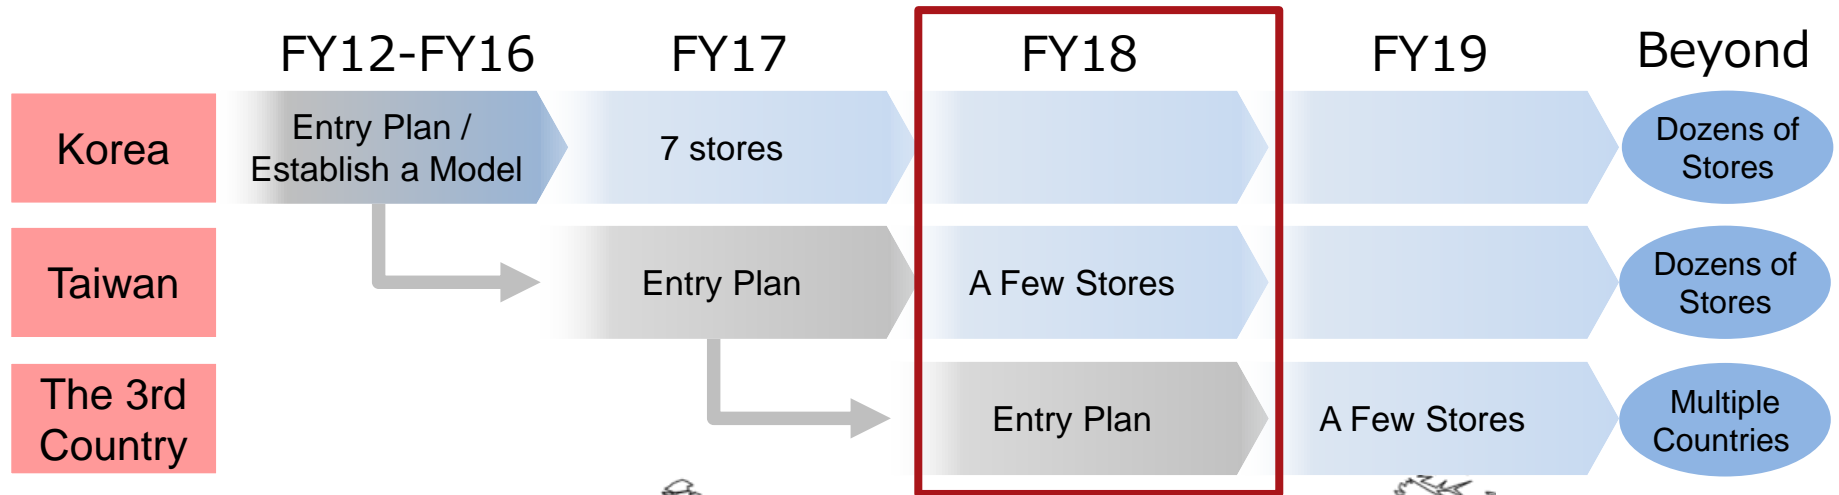 FY12-FY16 FY17 FY18 FY19 Beyond
Korea
Entry Plan /
Establish a Model
7 stores
Dozens of
Stores
Taiwan
Entry Plan
A Few Stores
Dozens of
Stores
The 3rd
Country
Entry Plan
A Few Stores
Multiple
Countries